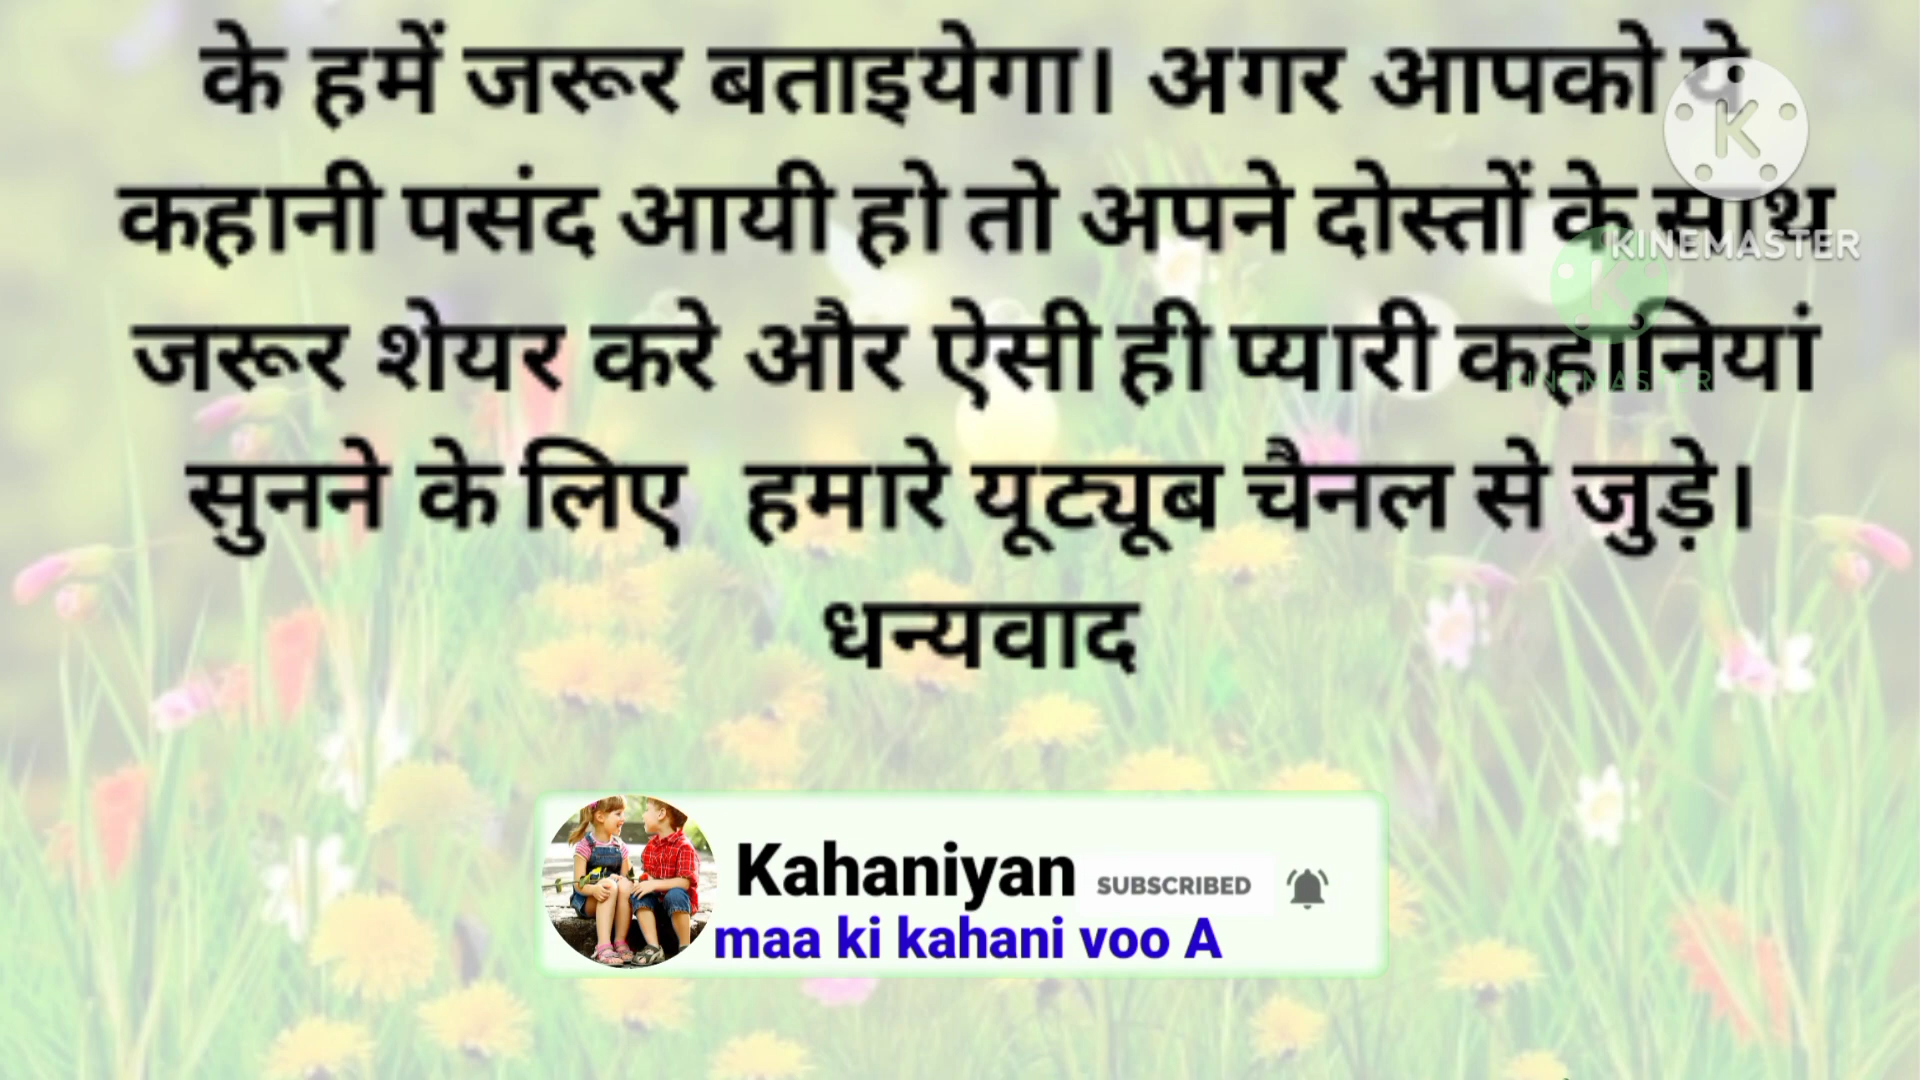 के हमें जरूर बताइयेगा। अगर आपको ये
कहानी पसंद आयी हो तो अपने दोस्तों के साथ
जरूर शेयर करे और ऐसी ही प्यारी कहानियां
सुनने के लिए हमारे यूट्यूब चैनल से जुड़े।
धन्यवाद
K
KINEMASTER
K
KINEMASTER
Kahaniyan SUBSCRIBED
maa ki kahani voo A